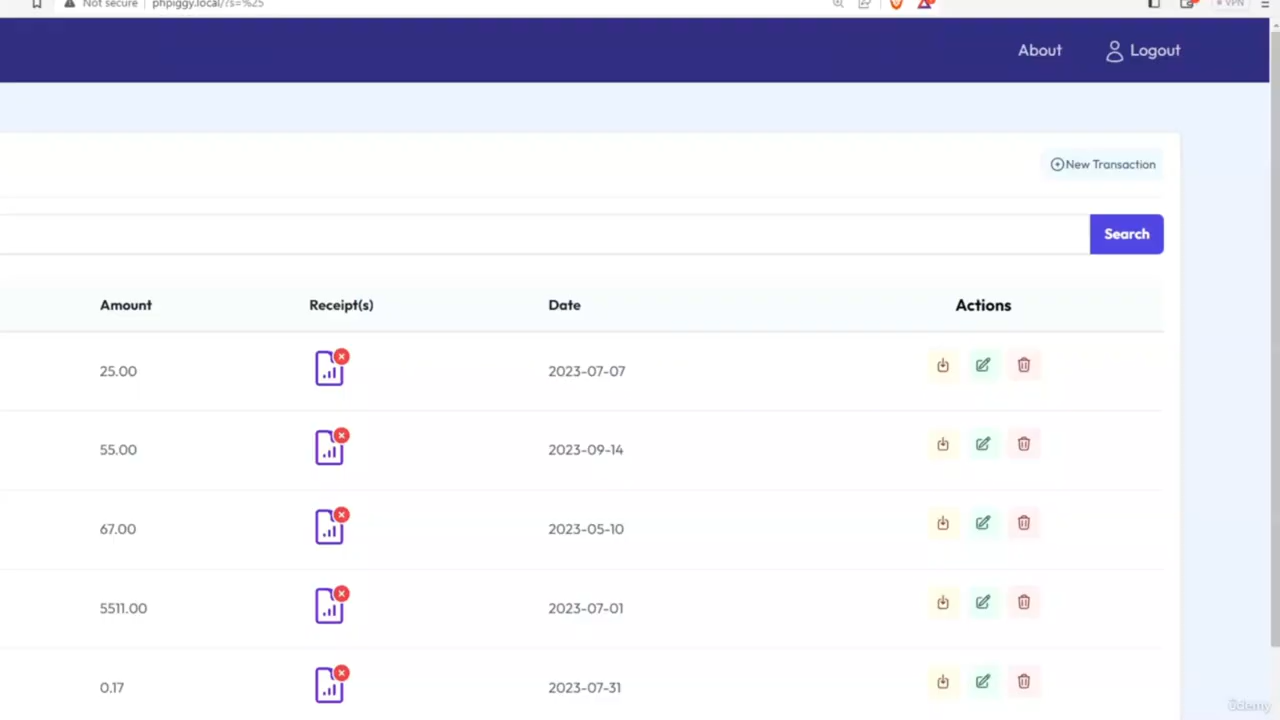 Not secure phpiggy.local/?s=%25 VPN
About Logout
New Transaction
Search
Amount Receipt(s) Date Actions
25.00 2023-07-07
55.00 2023-09-14
67.00 2023-05-10
5511.00 2023-07-01
0.17 2023-07-31
ûdemy